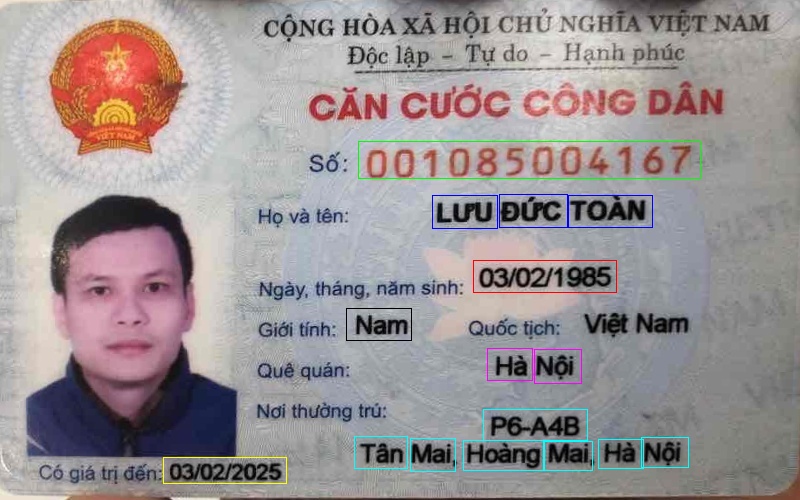 CỘNG HÒA XÃ HỘI CHỦ NGHĨA VIỆT NAM
Độc lập - Tự do - Hạnh phúc
CĂN CƯỚC CÔNG DÂN
Số: 001085004167
Họ và tên: LƯU ĐỨC TOÀN
Ngày, tháng, năm sinh: 03/02/1985
Giới tính: Nam Quốc tịch: Việt Nam
Quê quán: Hà Nội
Nơi thường trú: P6-A4B
Tân Mai, Hoàng Mai, Hà Nội
Có giá trị đến: 03/02/2025